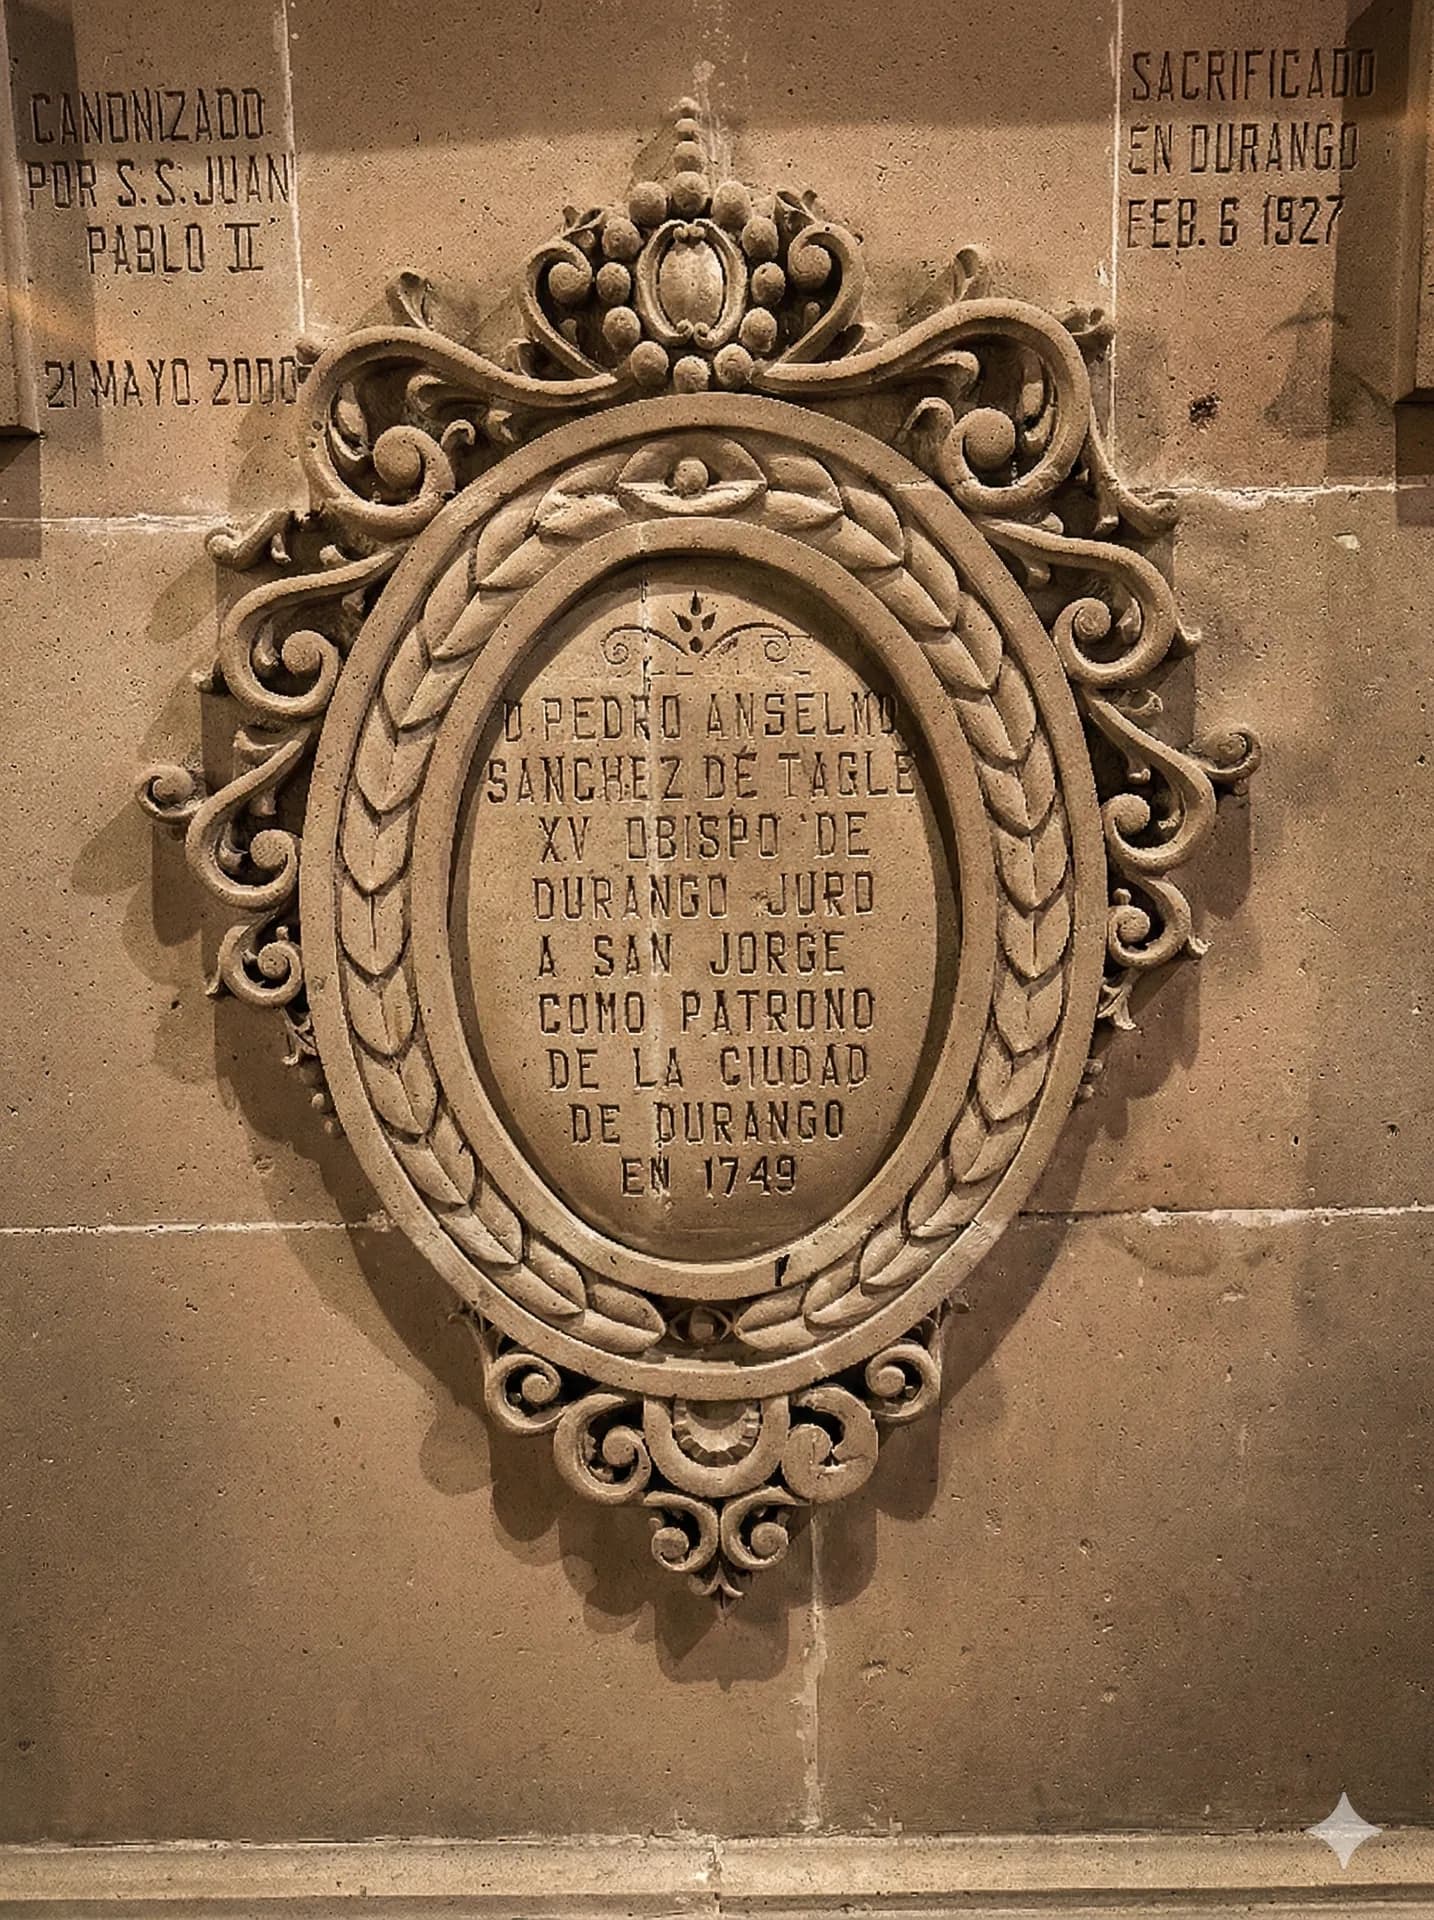 CANONIZADO
POR S.S. JUAN
PABLO II
21 MAYO 2000
SACRIFICADO
EN DURANGO
FEB. 6 1927
D. PEDRO ANSELMO
SANCHEZ DE TAGLE
XV OBISPO DE
DURANGO JURO
A SAN JORGE
COMO PATRONO
DE LA CIUDAD
DE DURANGO
EN 1749